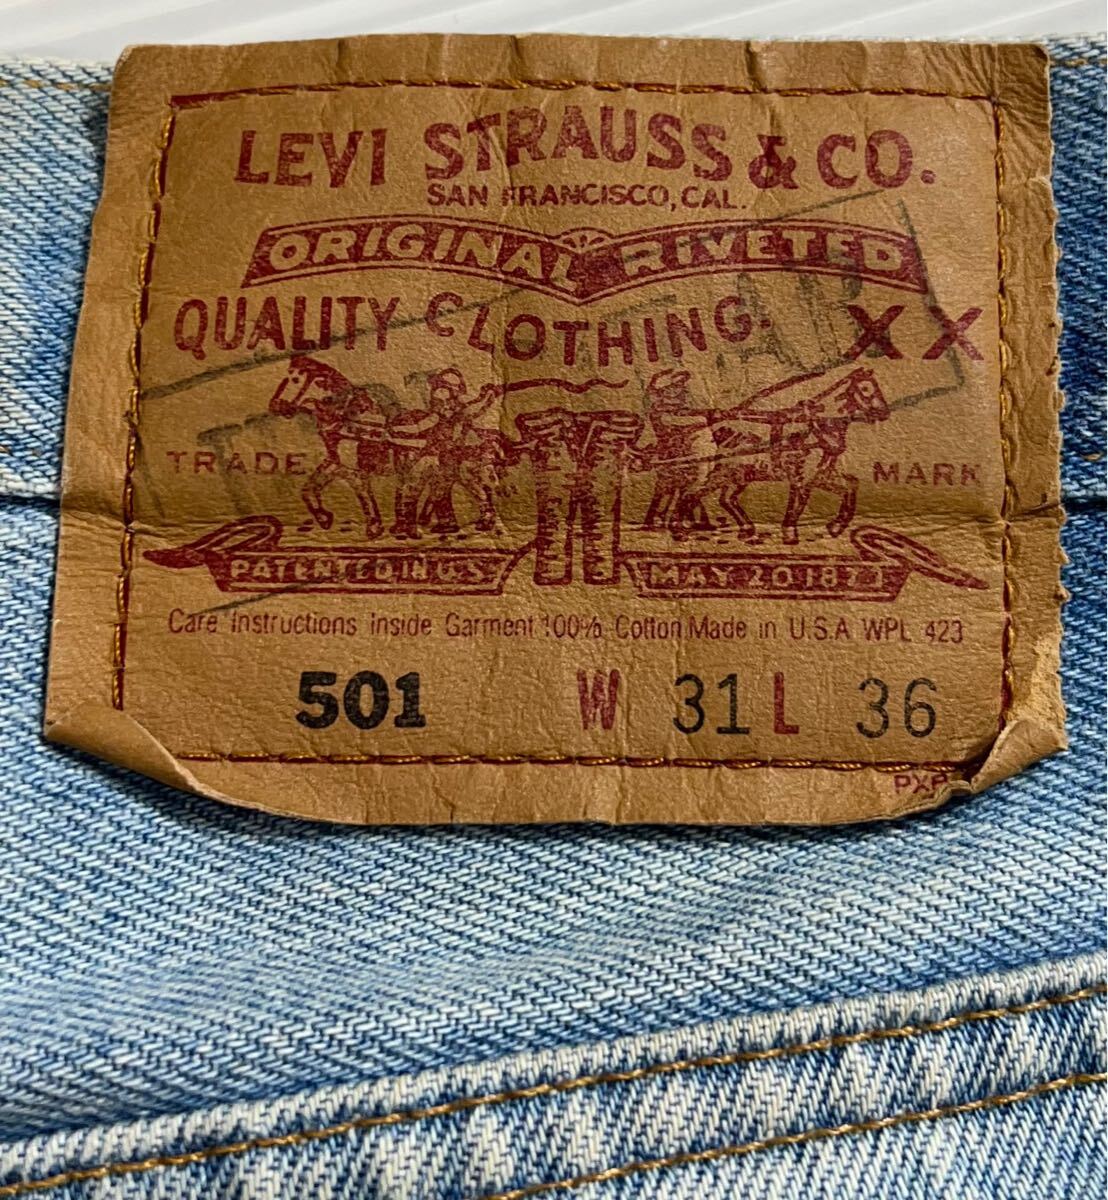 LEVI STRAUSS & CO.
SAN FRANCISCO, CAL.
ORIGINAL RIVETED
QUALITY CLOTHING. XX
TRADE MARK
PATENTED IN U.S. MAY 20 1873
Care Instructions Inside Garment 100% Cotton Made in U.S.A WPL 423
501 W 31 L 36